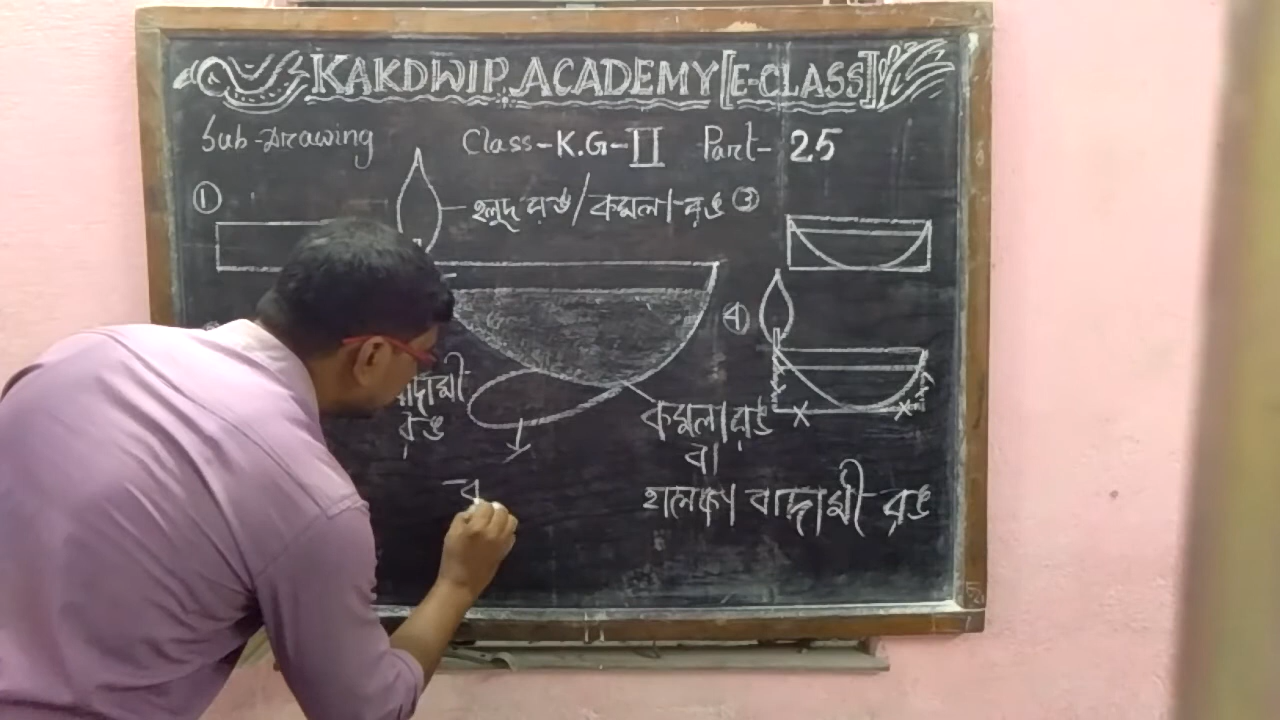 KAKDWIP ACADEMY [E-CLASS]
Sub-Drawing Class-K.G-II Part-25
①
হলুদ রঙ/কমলা-রঙ ③
৪
বাদামী
রঙ
কমলা রঙ
বা
হালকা বাদামী রঙ
ব